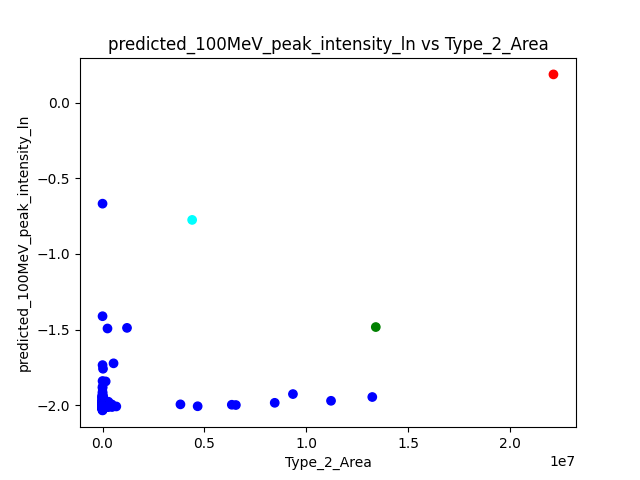 predicted_100MeV_peak_intensity_ln vs Type_2_Area
predicted_100MeV_peak_intensity_ln
0.0
−0.5
−1.0
−1.5
−2.0
0.0 0.5 1.0 1.5 2.0
1e7
Type_2_Area